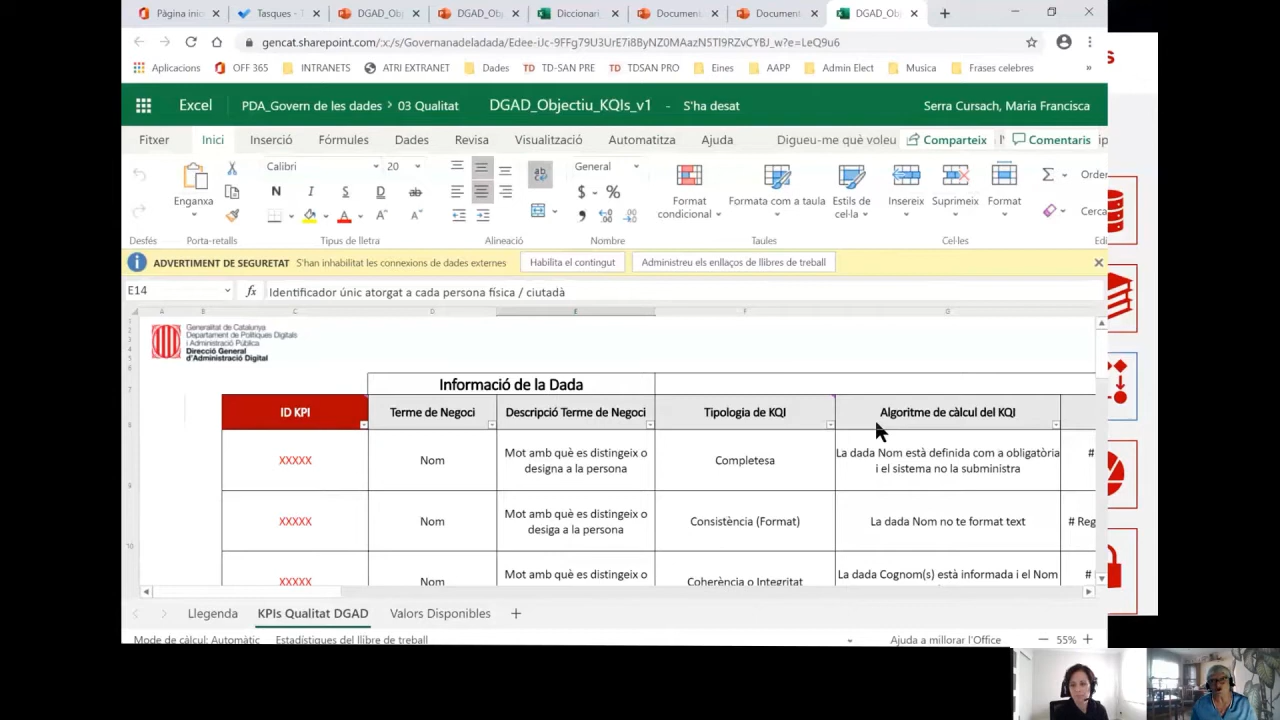 Pàgina inic
Tasques - T
DGAD_Obj
DGAD_Obj
Diccionari_
Document
Document
DGAD_Obj
gencat.sharepoint.com/:x:/s/Governanadeladada/Edee-iJc-9FFg79U3UrE7i8ByNZ0MAazN5TI9RZvCYBJ_w?e=LeQ9u6
Aplicacions
OFF 365
INTRANETS
ATRI INTRANET
Dades
TD-SAN PRE
TDSAN PRO
Eines
AAPP
Admin Elect
Musica
Frases celebres
»
Excel
PDA_Govern de les dades > 03 Qualitat
DGAD_Objectiu_KQIs_v1 - S'ha desat
Serra Cursach, Maria Francisca
Fitxer
Inici
Inserció
Fórmules
Dades
Revisa
Visualització
Automatitza
Ajuda
Digueu-me què voleu
Comparteix
Comentaris
Calibri
20
General
Enganxa
N
I
S
D
ab
Format
condicional
Formata com a taula
Estils de
cel·la
Insereix
Suprimeix
Format
Orden
Cerca
Desfés
Porta-retalls
Tipus de lletra
Alineació
Nombre
Taules
Cel·les
Edi
ADVERTIMENT DE SEGURETAT S'han inhabilitat les connexions de dades externes
Habilita el contingut
Administreu els enllaços de llibres de treball
E14
fx
Identificador únic atorgat a cada persona física / ciutadà
Generalitat de Catalunya
Departament de Polítiques Digitals
i Administració Pública
Direcció General
d'Administració Digital
Informació de la Dada
ID KPI
Terme de Negoci
Descripció Terme de Negoci
Tipologia de KQI
Algoritme de càlcul del KQI
XXXXX
Nom
Mot amb què es distingeix o
designa a la persona
Completesa
La dada Nom està definida com a obligatòria
i el sistema no la subministra
#
XXXXX
Nom
Mot amb què es distingeix o
desiga a la persona
Consistència (Format)
La dada Nom no te format text
# Reg
XXXXX
Nom
Mot amb què es distingeix o
Coherència o Integritat
La dada Cognom(s) està informada i el Nom
#
Llegenda
KPIs Qualitat DGAD
Valors Disponibles
Mode de càlcul: Automàtic
Estadístiques del llibre de treball
Ajuda a millorar l'Office
55%